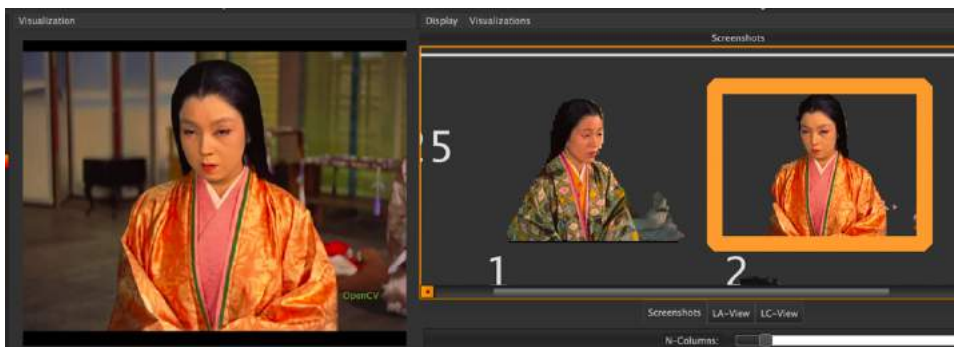 Visualization
Display Visualizations
Screenshots
25
1
2
OpenCV
Screenshots LA-View LC-View
N-Columns: